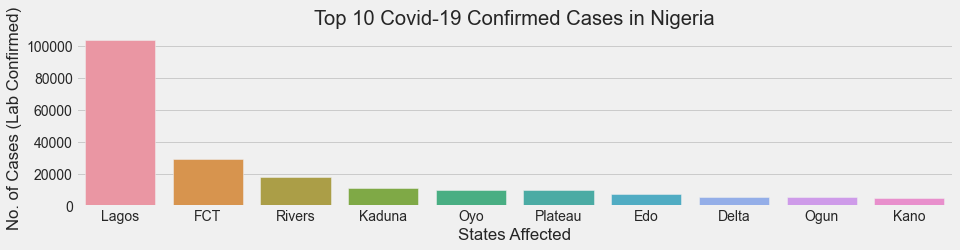 Top 10 Covid-19 Confirmed Cases in Nigeria
No. of Cases (Lab Confirmed)
100000
80000
60000
40000
20000
0
Lagos FCT Rivers Kaduna Oyo Plateau Edo Delta Ogun Kano
States Affected